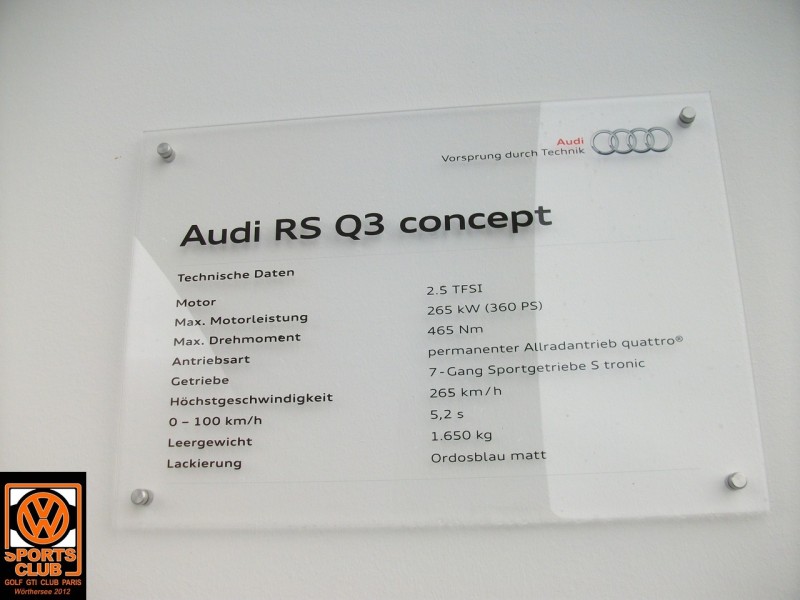 Audi
Vorsprung durch Technik
Audi RS Q3 concept
Technische Daten
Motor 2.5 TFSI
Max. Motorleistung 265 kW (360 PS)
Max. Drehmoment 465 Nm
Antriebsart permanenter Allradantrieb quattro®
Getriebe 7-Gang Sportgetriebe S tronic
Höchstgeschwindigkeit 265 km/h
0 – 100 km/h 5,2 s
Leergewicht 1.650 kg
Lackierung Ordosblau matt
VW
SPORTS
CLUB
GOLF GTI CLUB PARIS
Wörthersee 2012